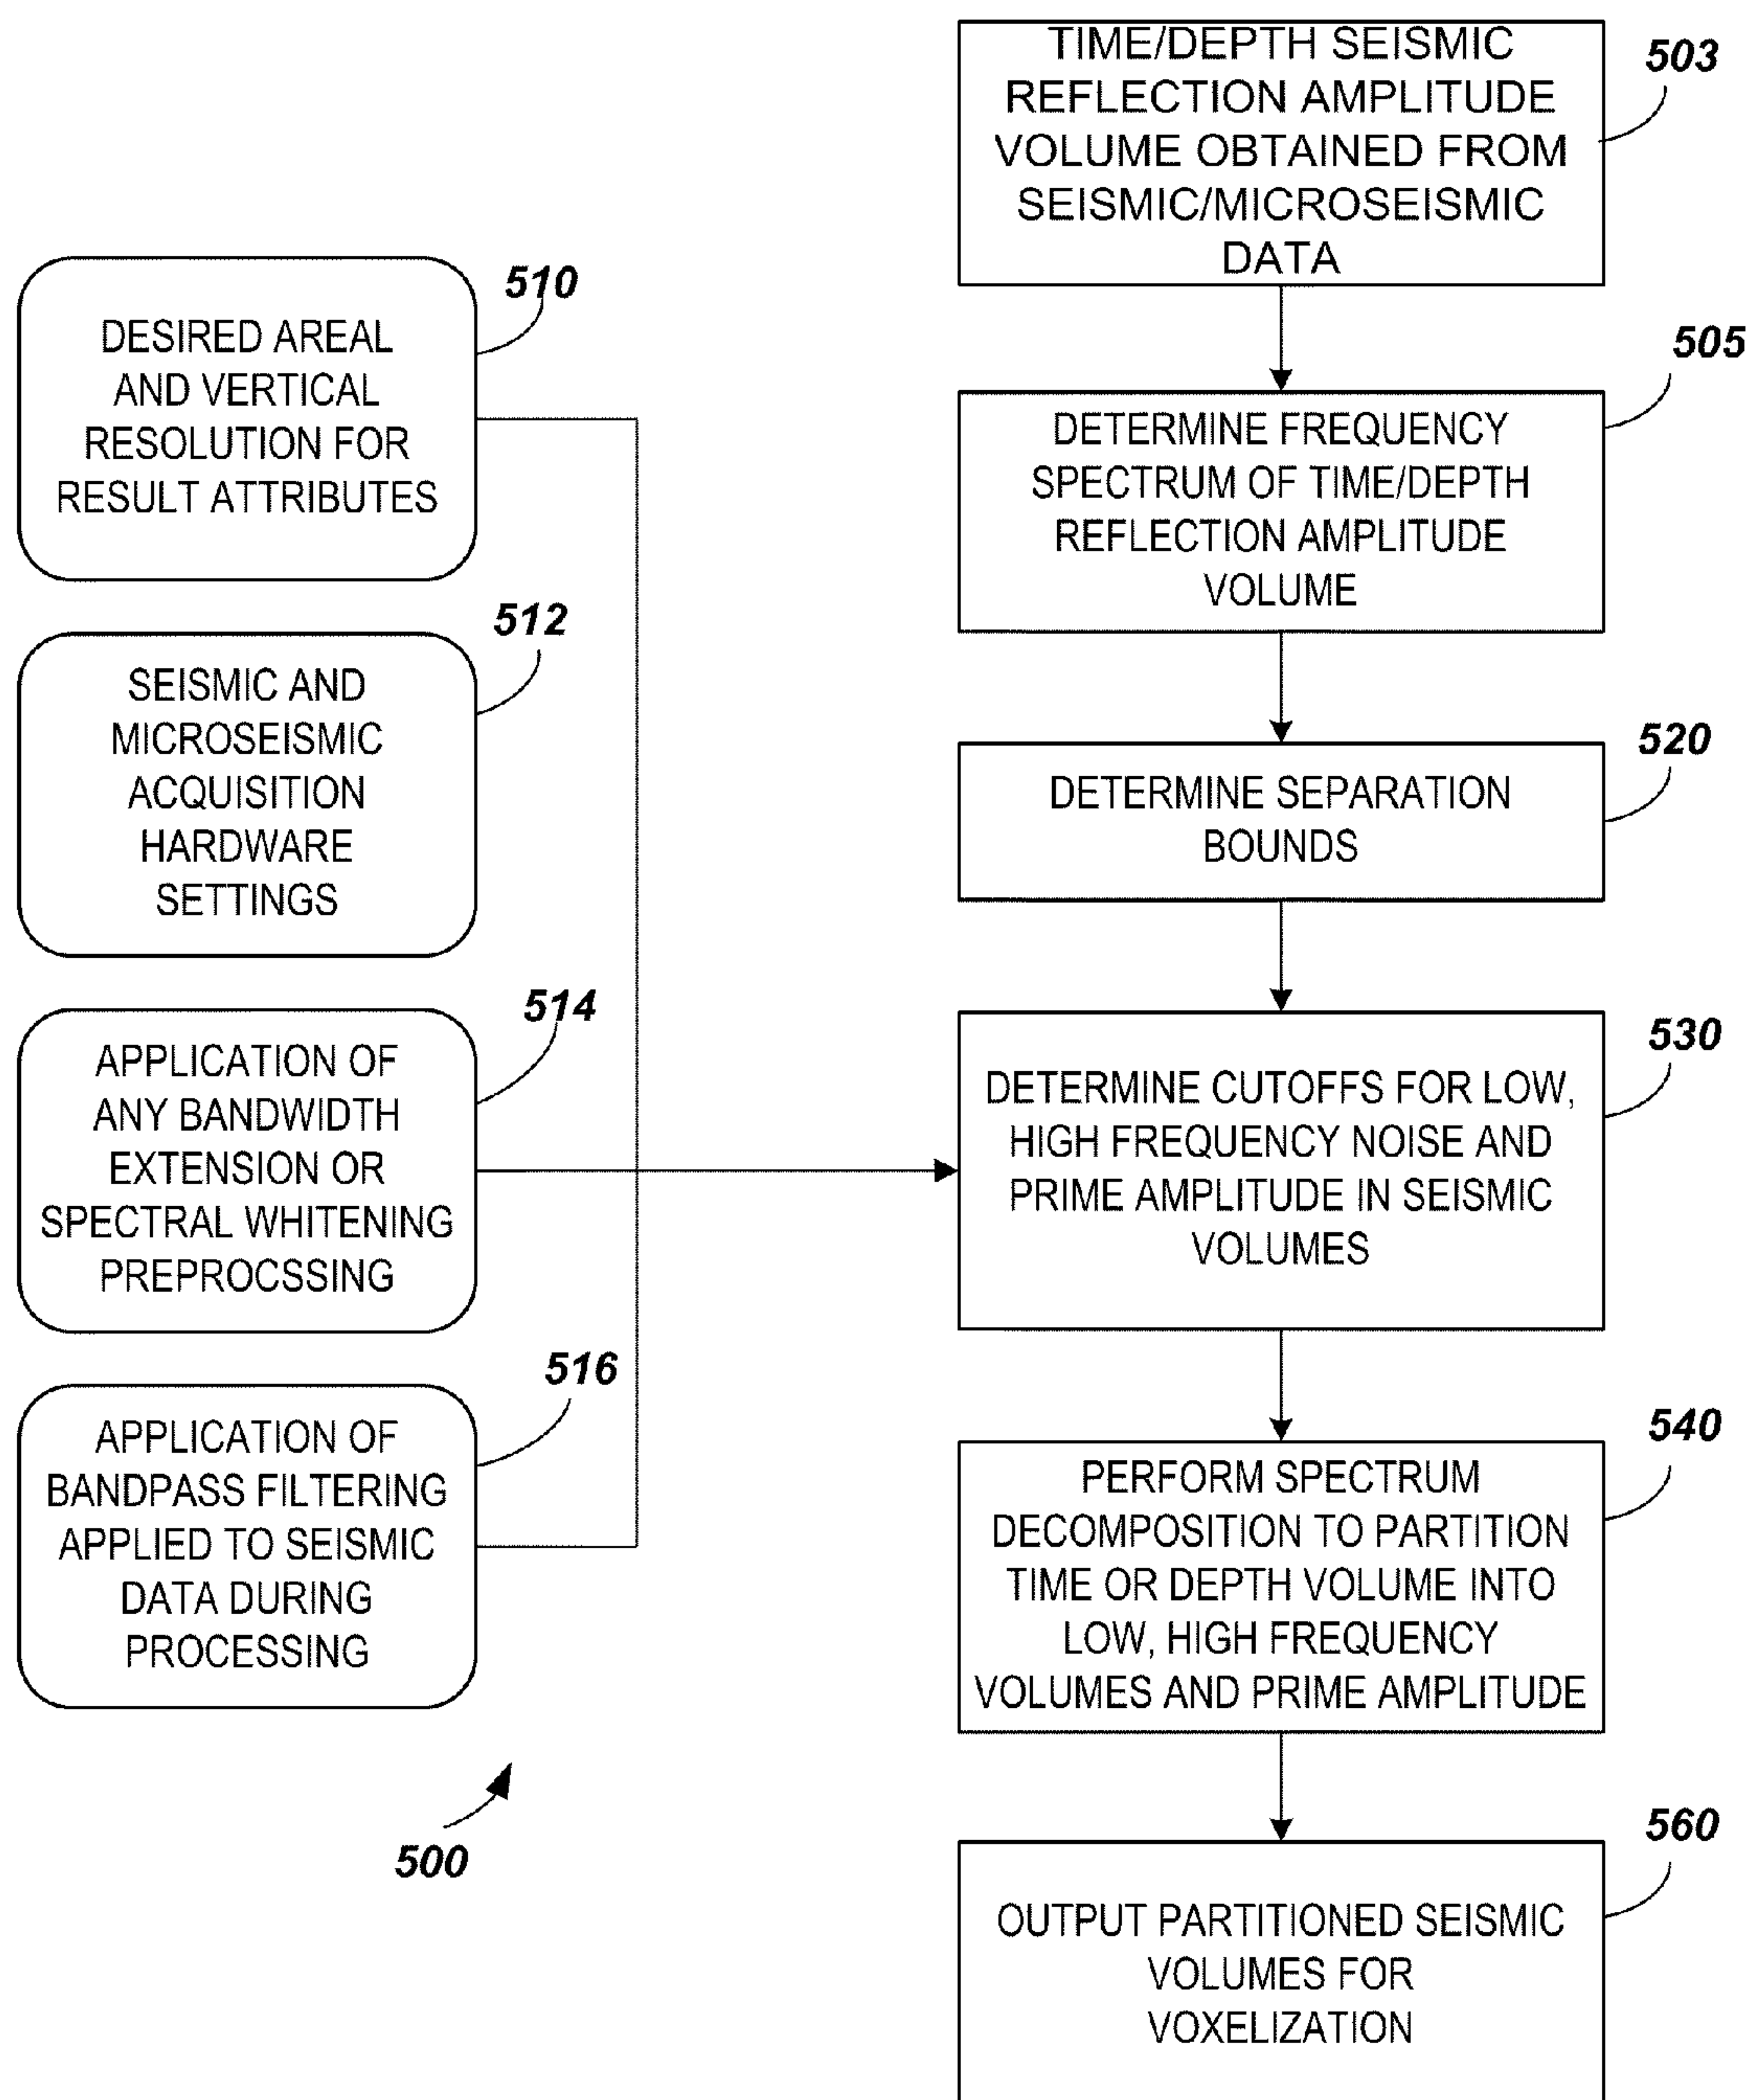 TIME/DEPTH SEISMIC
REFLECTION AMPLITUDE
VOLUME OBTAINED FROM
SEISMIC/MICROSEISMIC
DATA
503
510
DESIRED AREAL
AND VERTICAL
RESOLUTION FOR
RESULT ATTRIBUTES
505
DETERMINE FREQUENCY
SPECTRUM OF TIME/DEPTH
REFLECTION AMPLITUDE
VOLUME
512
SEISMIC AND
MICROSEISMIC
ACQUISITION
HARDWARE
SETTINGS
520
DETERMINE SEPARATION
BOUNDS
514
APPLICATION OF
ANY BANDWIDTH
EXTENSION OR
SPECTRAL WHITENING
PREPROCSSING
530
DETERMINE CUTOFFS FOR LOW,
HIGH FREQUENCY NOISE AND
PRIME AMPLITUDE IN SEISMIC
VOLUMES
516
APPLICATION OF
BANDPASS FILTERING
APPLIED TO SEISMIC
DATA DURING
PROCESSING
540
PERFORM SPECTRUM
DECOMPOSITION TO PARTITION
TIME OR DEPTH VOLUME INTO
LOW, HIGH FREQUENCY
VOLUMES AND PRIME AMPLITUDE
500
560
OUTPUT PARTITIONED SEISMIC
VOLUMES FOR
VOXELIZATION